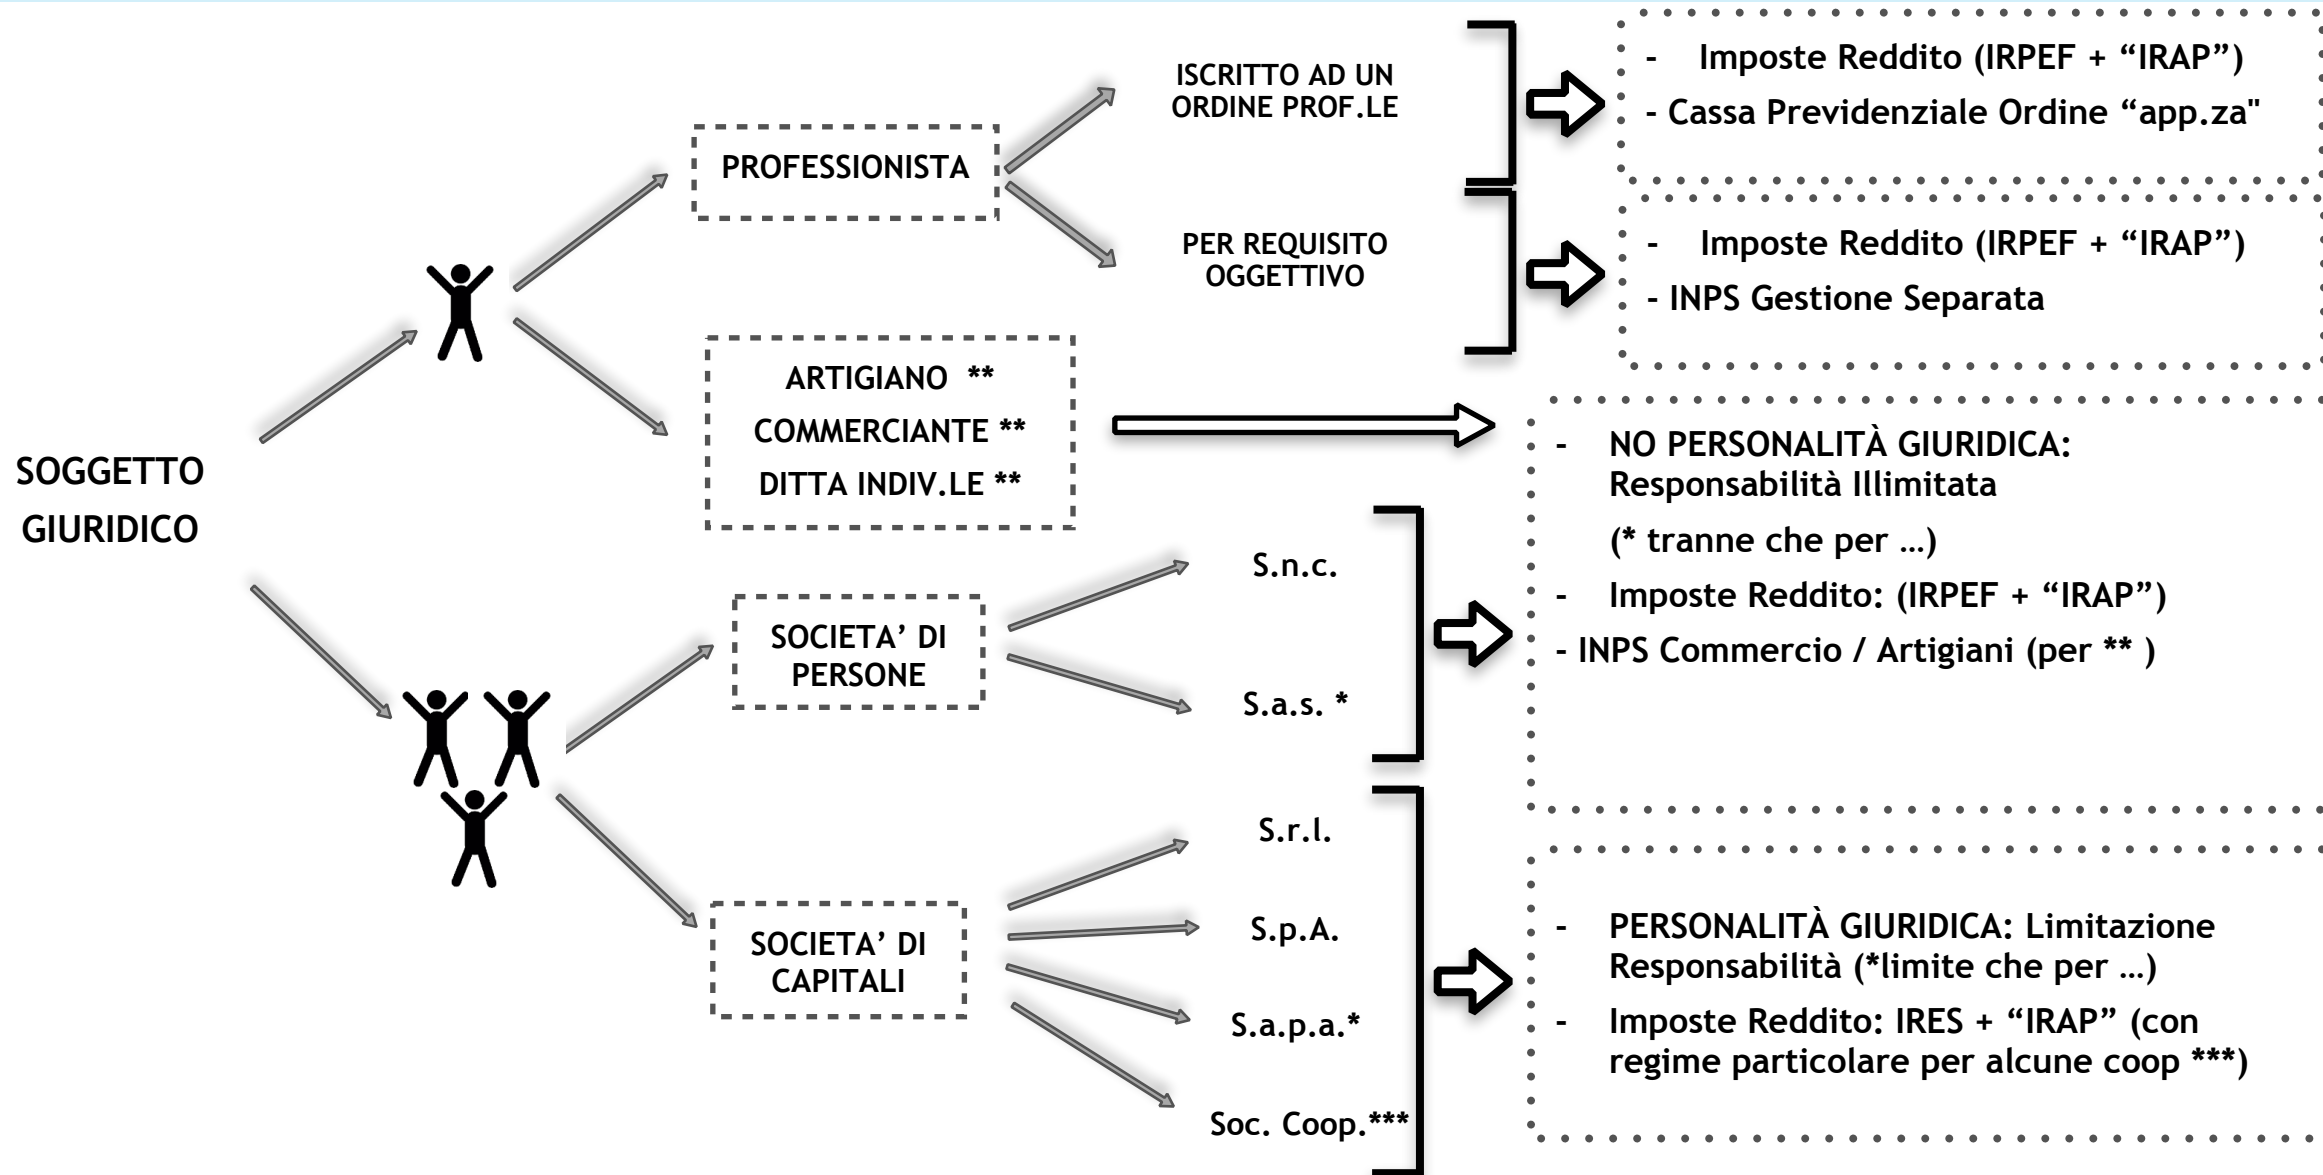 SOGGETTO
GIURIDICO
PROFESSIONISTA
ISCRITTO AD UN
ORDINE PROF.LE
PER REQUISITO
OGGETTIVO
- Imposte Reddito (IRPEF + “IRAP”)
- Cassa Previdenziale Ordine “app.za"
- Imposte Reddito (IRPEF + “IRAP”)
- INPS Gestione Separata
ARTIGIANO **
COMMERCIANTE **
DITTA INDIV.LE **
SOCIETA’ DI
PERSONE
S.n.c.
S.a.s. *
- NO PERSONALITÀ GIURIDICA:
Responsabilità Illimitata
(* tranne che per …)
- Imposte Reddito: (IRPEF + “IRAP”)
- INPS Commercio / Artigiani (per ** )
SOCIETA’ DI
CAPITALI
S.r.l.
S.p.A.
S.a.p.a.*
Soc. Coop.***
- PERSONALITÀ GIURIDICA: Limitazione
Responsabilità (*limite che per …)
- Imposte Reddito: IRES + “IRAP” (con
regime particolare per alcune coop ***)